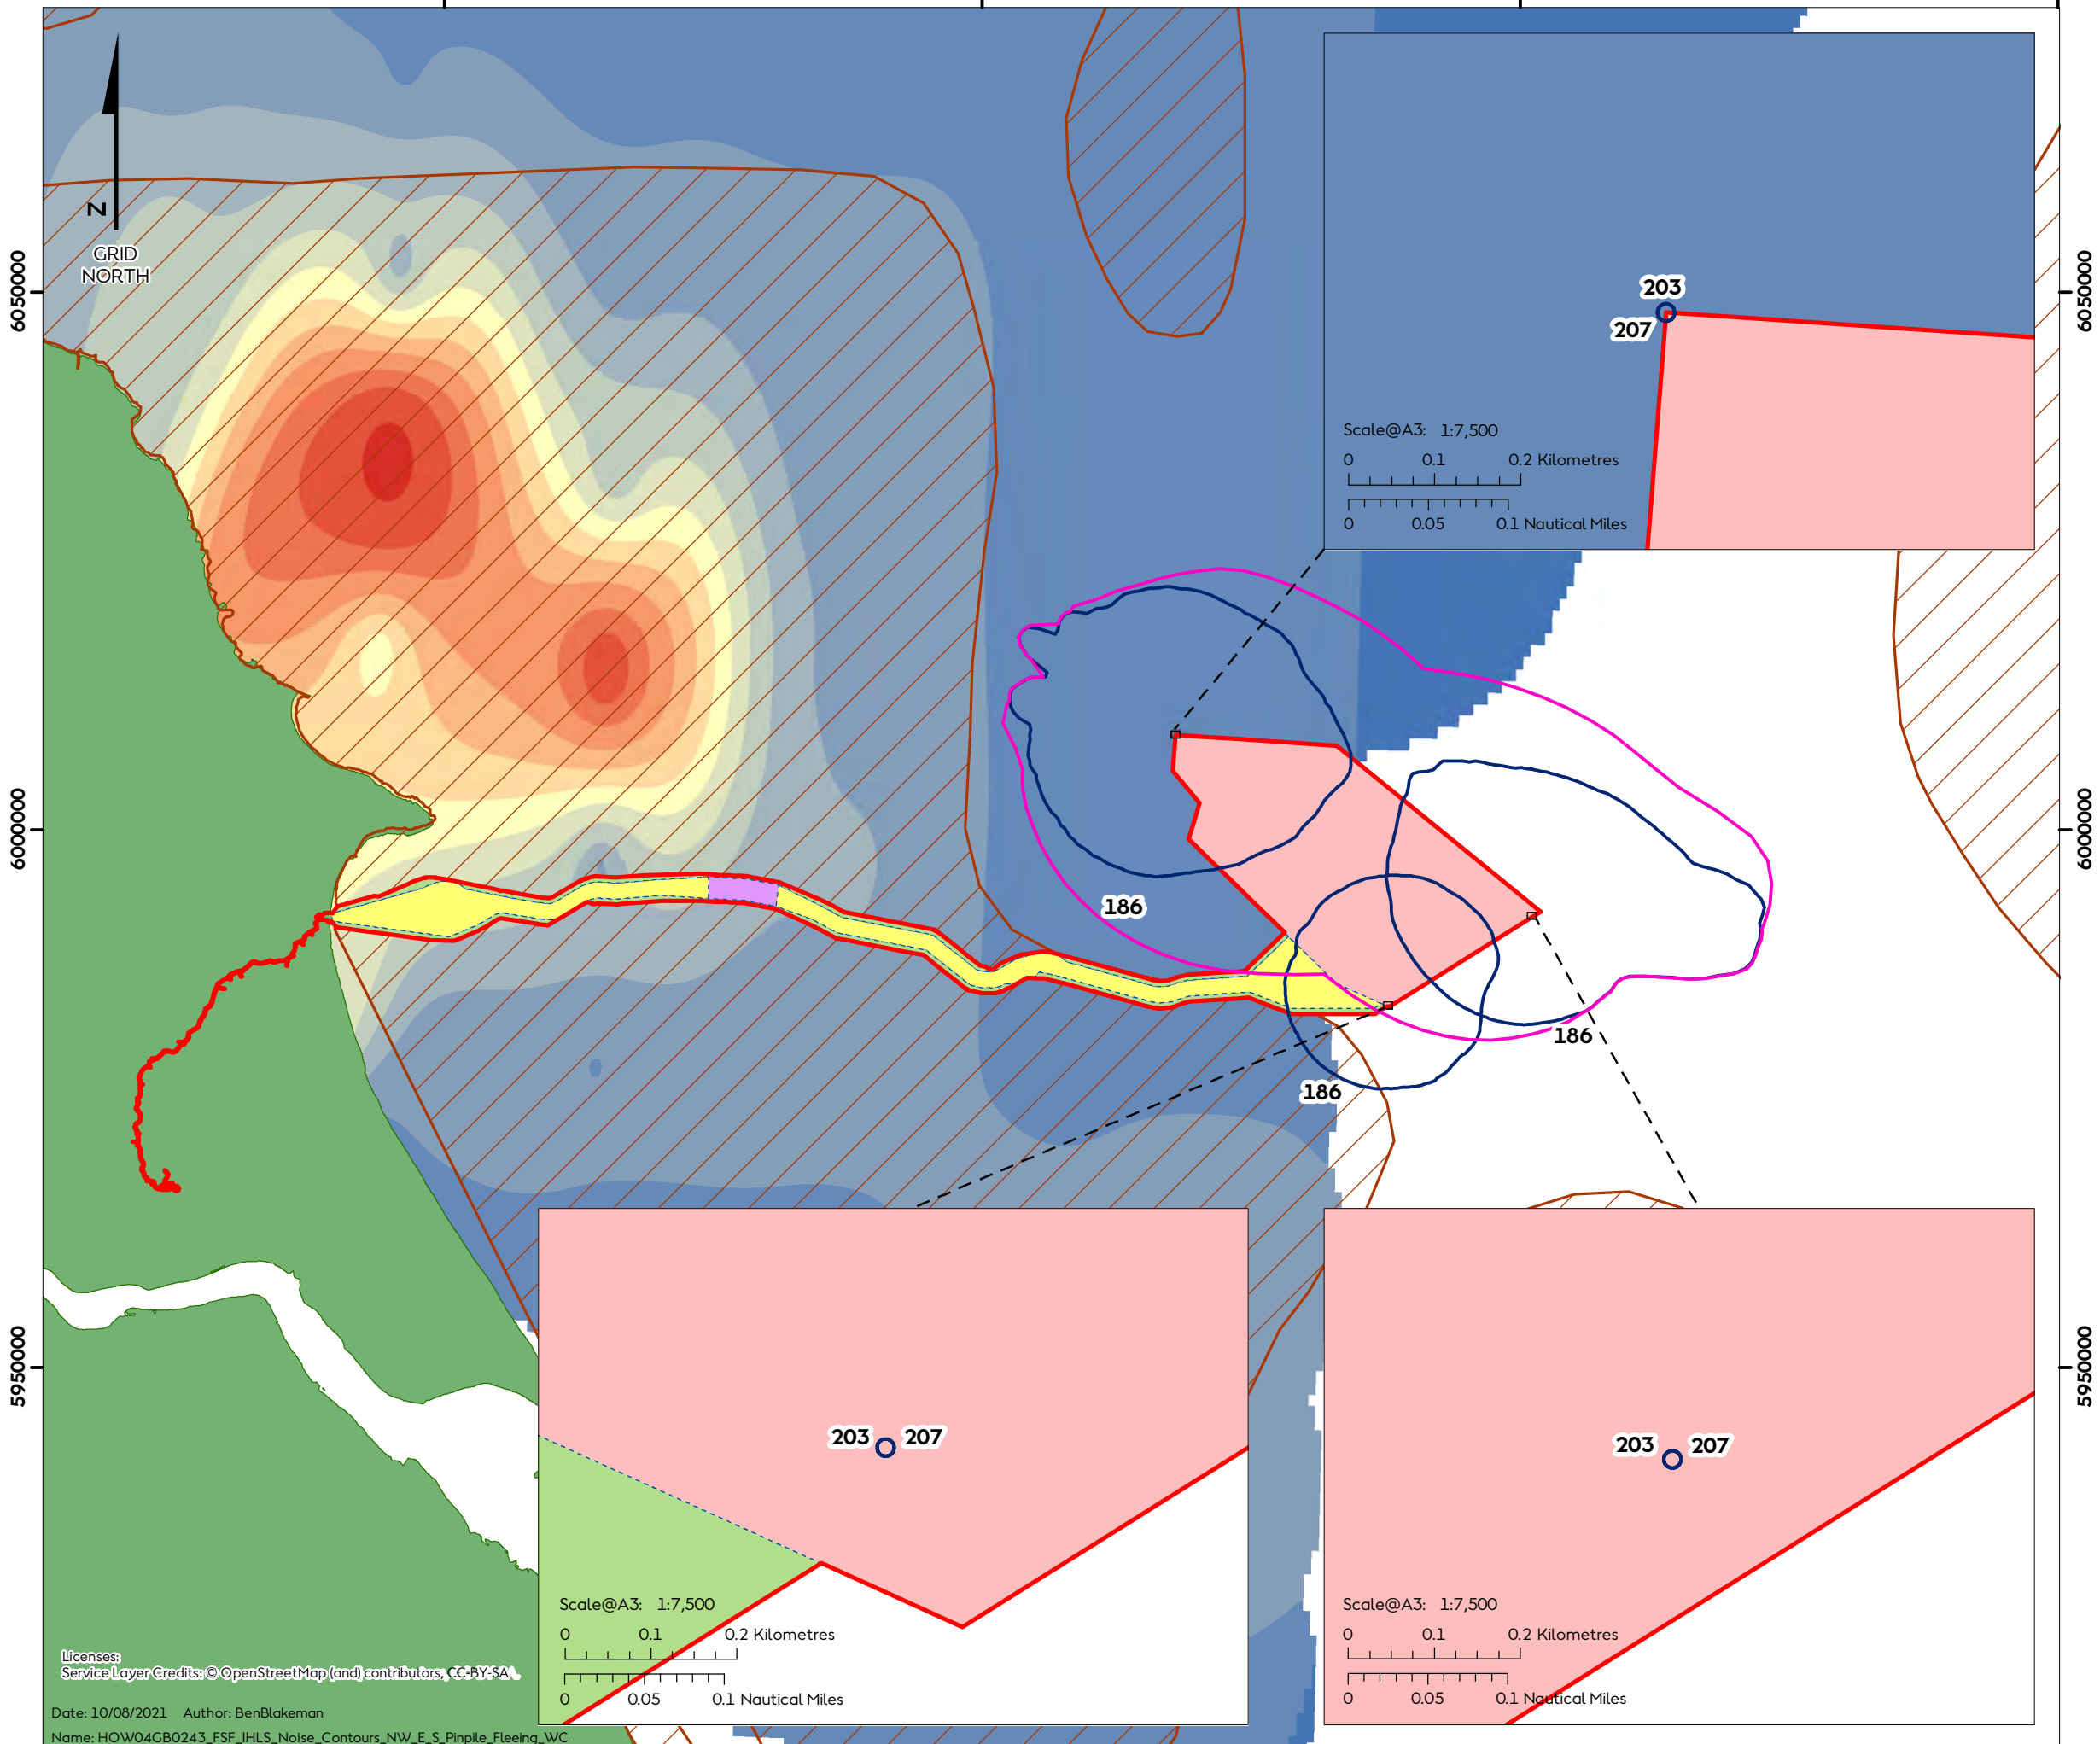 N
GRID
NORTH
6050000
6000000
5950000
6050000
6000000
5950000
203
207
Scale@A3: 1:7,500
0 0.1 0.2 Kilometres
0 0.05 0.1 Nautical Miles
186
186
186
203 207
Scale@A3: 1:7,500
0 0.1 0.2 Kilometres
0 0.05 0.1 Nautical Miles
203 207
Scale@A3: 1:7,500
0 0.1 0.2 Kilometres
0 0.05 0.1 Nautical Miles
Licenses:
Service Layer Credits: © OpenStreetMap (and) contributors, CC-BY-SA.
Date: 10/08/2021 Author: BenBlakeman
Name: HOW04GB0243_FSF_IHLS_Noise_Contours_NW_E_S_Pinpile_Fleeing_WC